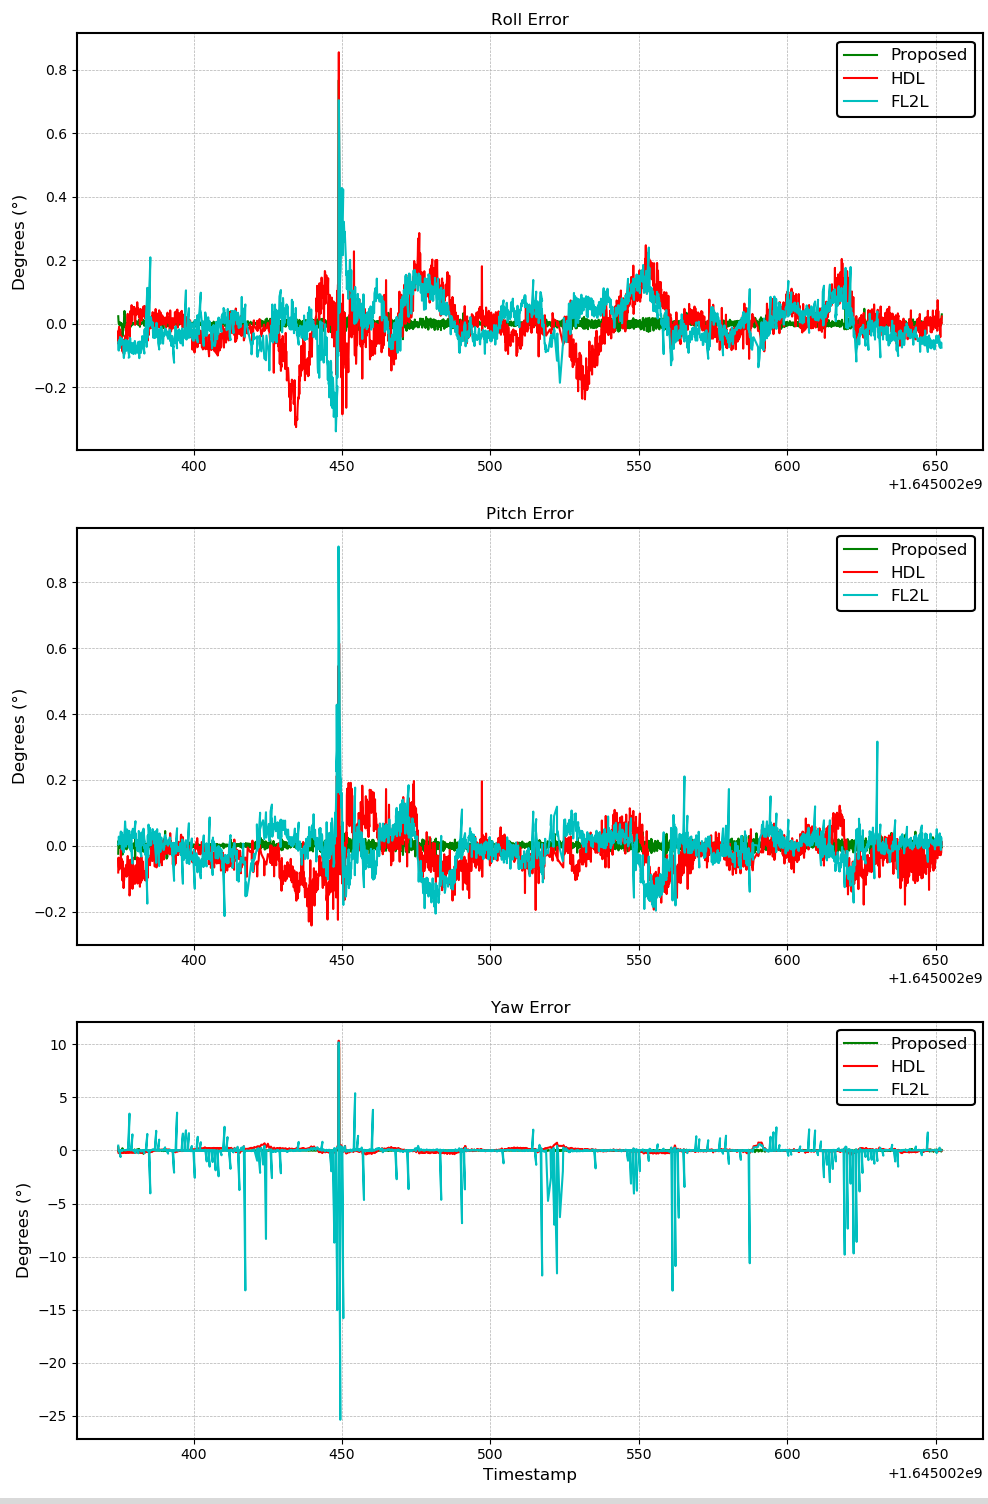 Roll Error
Proposed
HDL
FL2L
Degrees (°)
0.8
0.6
0.4
0.2
0.0
−0.2
400 450 500 550 600 650
+1.645002e9
Pitch Error
Proposed
HDL
FL2L
Degrees (°)
0.8
0.6
0.4
0.2
0.0
−0.2
400 450 500 550 600 650
+1.645002e9
Yaw Error
Proposed
HDL
FL2L
Degrees (°)
10
5
0
−5
−10
−15
−20
−25
400 450 500 550 600 650
Timestamp
+1.645002e9